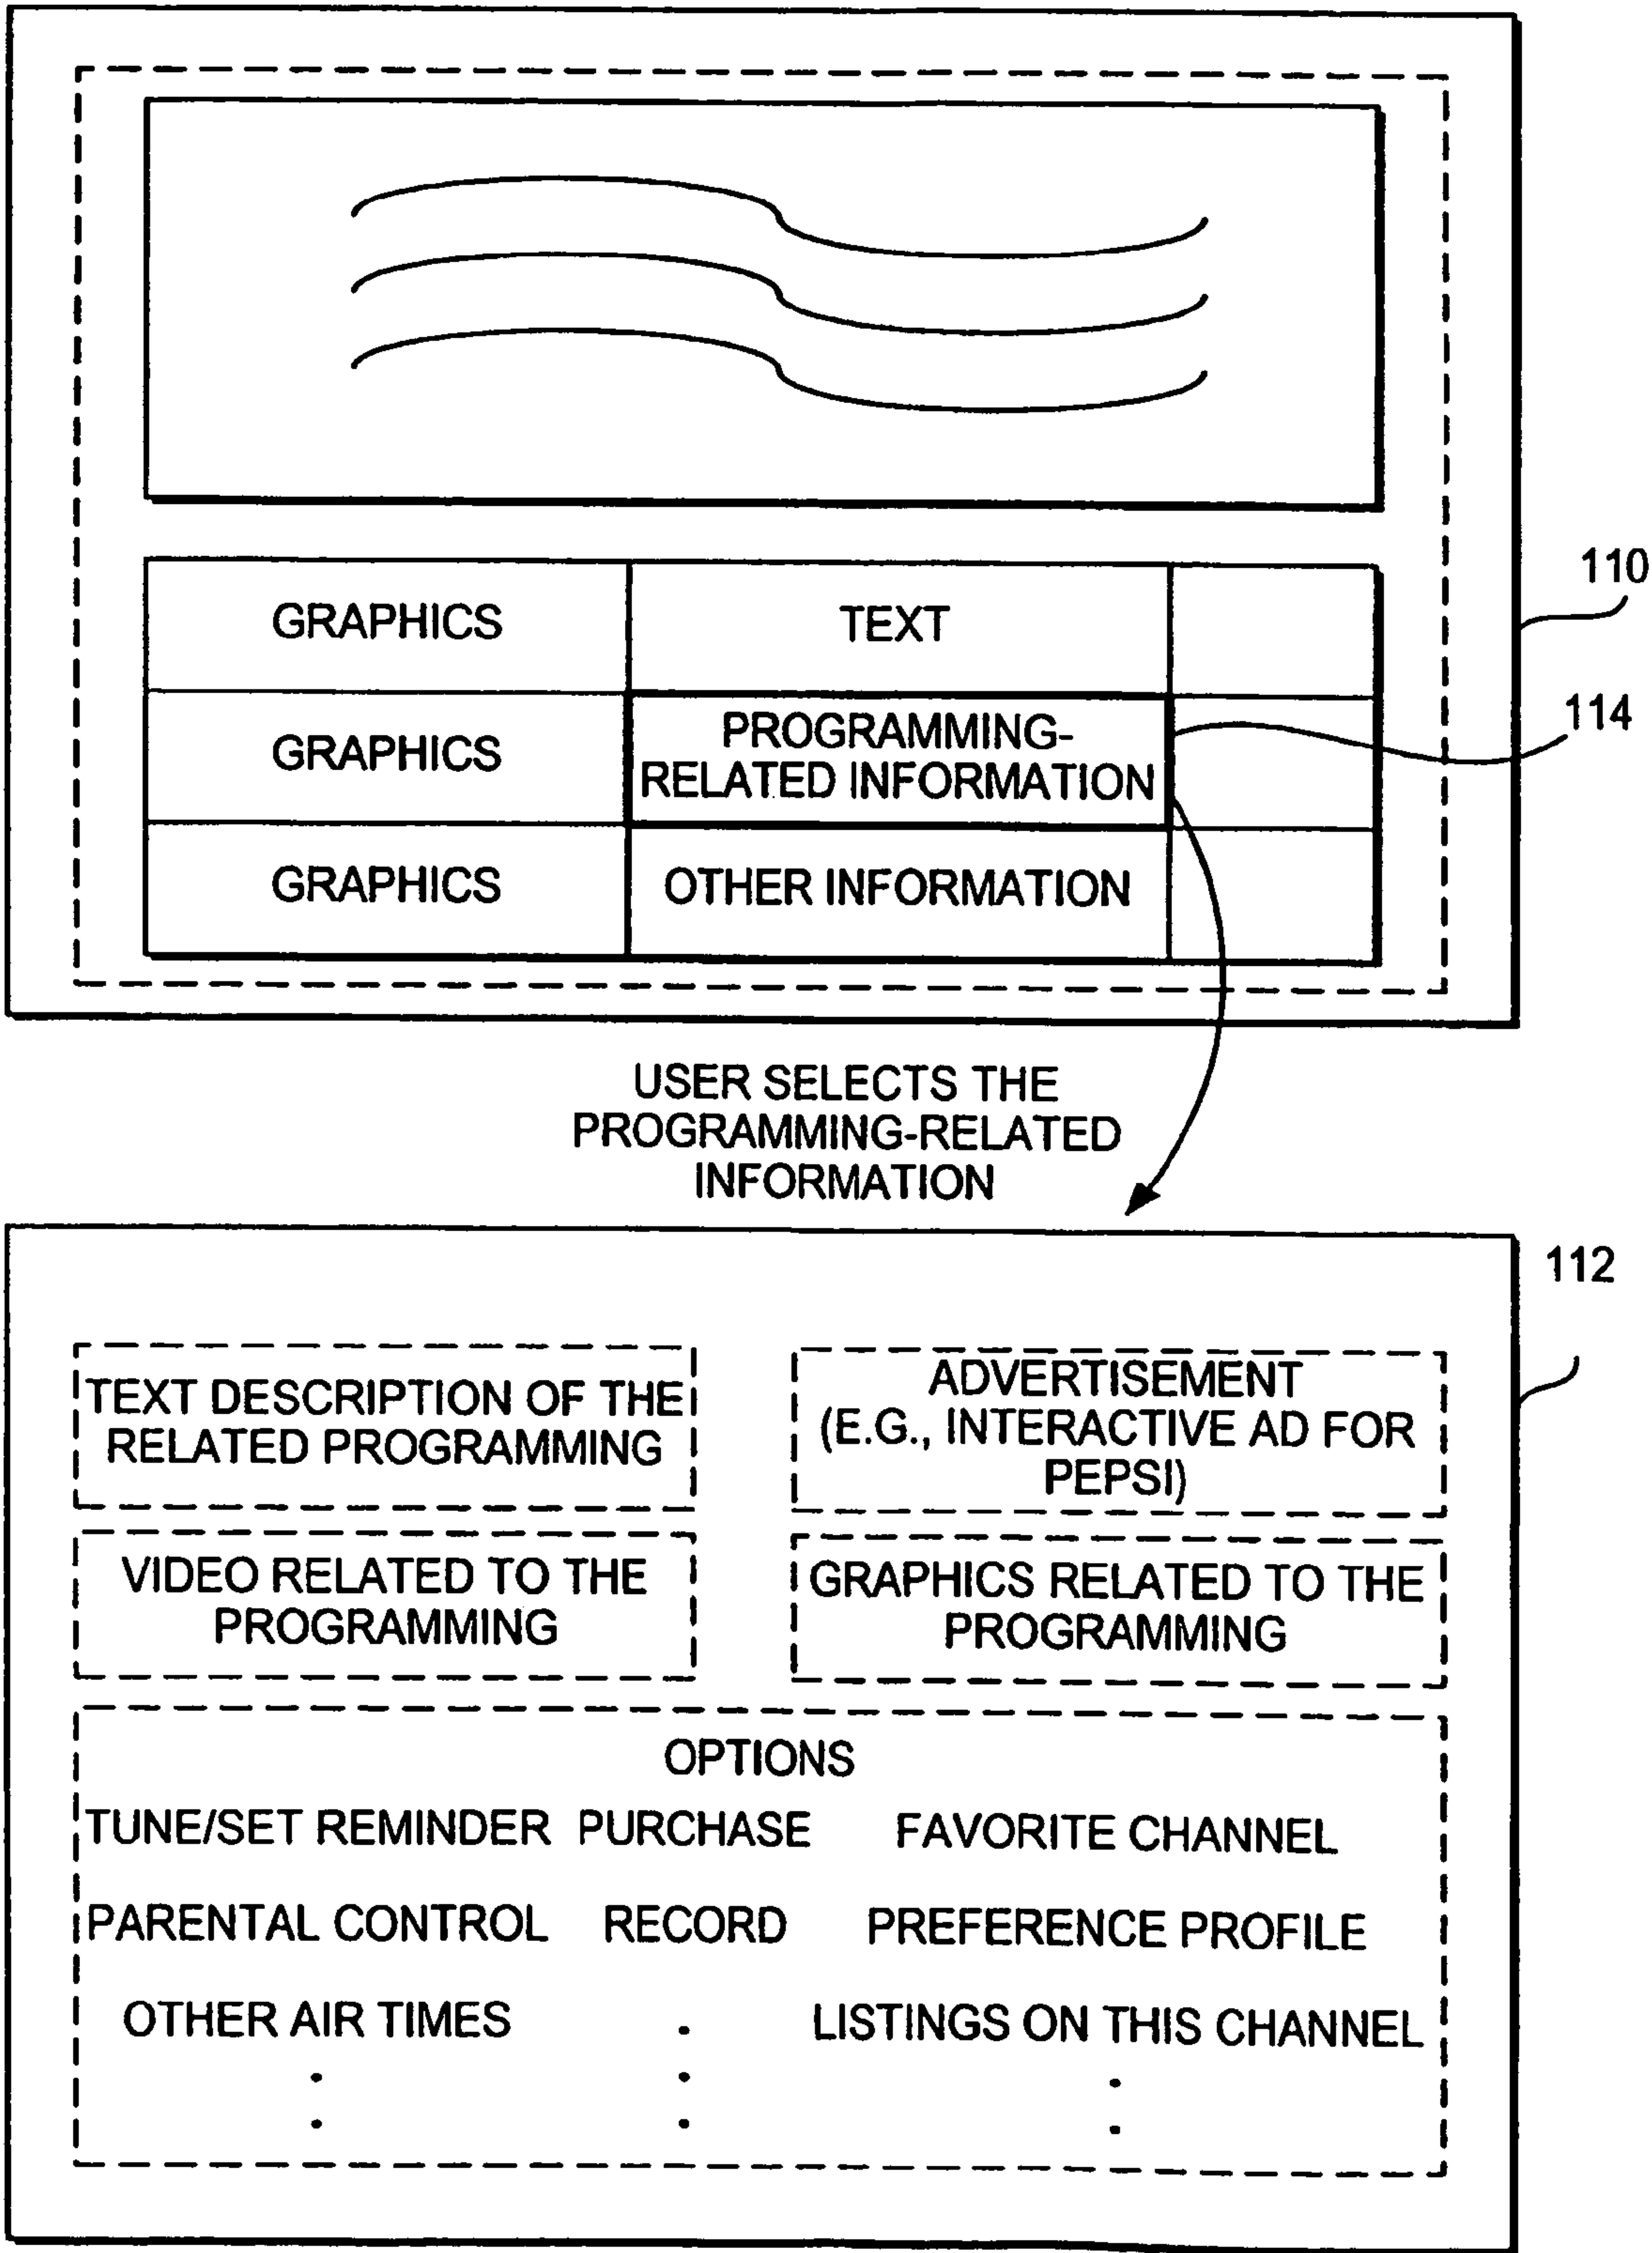 110
GRAPHICS TEXT
114
GRAPHICS
PROGRAMMING-
RELATED INFORMATION
GRAPHICS OTHER INFORMATION
USER SELECTS THE
PROGRAMMING-RELATED
INFORMATION
112
TEXT DESCRIPTION OF THE
RELATED PROGRAMMING
ADVERTISEMENT
(E.G., INTERACTIVE AD FOR
PEPSI)
VIDEO RELATED TO THE
PROGRAMMING
GRAPHICS RELATED TO THE
PROGRAMMING
OPTIONS
TUNE/SET REMINDER PURCHASE FAVORITE CHANNEL
PARENTAL CONTROL RECORD PREFERENCE PROFILE
OTHER AIR TIMES LISTINGS ON THIS CHANNEL